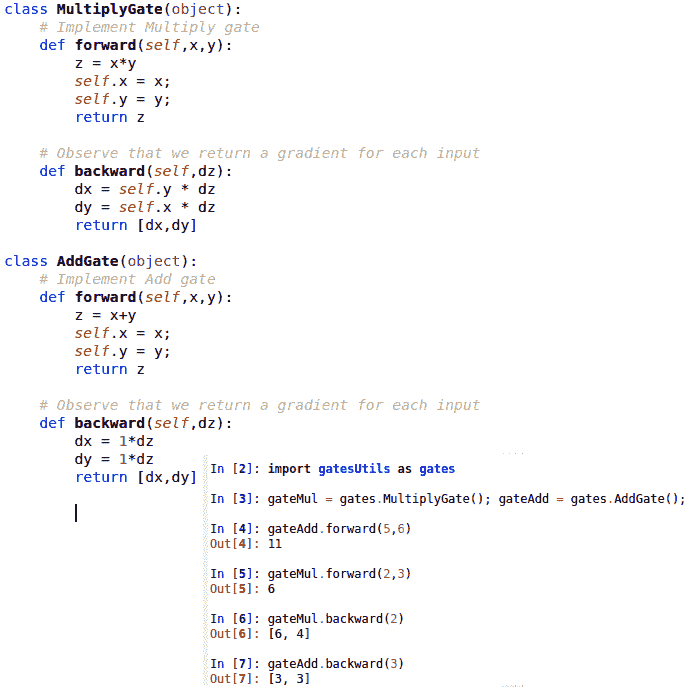 class MultiplyGate(object):
    # Implement Multiply gate
    def forward(self,x,y):
        z = x*y
        self.x = x;
        self.y = y;
        return z

    # Observe that we return a gradient for each input
    def backward(self,dz):
        dx = self.y * dz
        dy = self.x * dz
        return [dx,dy]

class AddGate(object):
    # Implement Add gate
    def forward(self,x,y):
        z = x+y
        self.x = x;
        self.y = y;
        return z

    # Observe that we return a gradient for each input
    def backward(self,dz):
        dx = 1*dz
        dy = 1*dz
        return [dx,dy]

In [2]: import gatesUtils as gates

In [3]: gateMul = gates.MultiplyGate(); gateAdd = gates.AddGate();

In [4]: gateAdd.forward(5,6)
Out[4]: 11

In [5]: gateMul.forward(2,3)
Out[5]: 6

In [6]: gateMul.backward(2)
Out[6]: [6, 4]

In [7]: gateAdd.backward(3)
Out[7]: [3, 3]